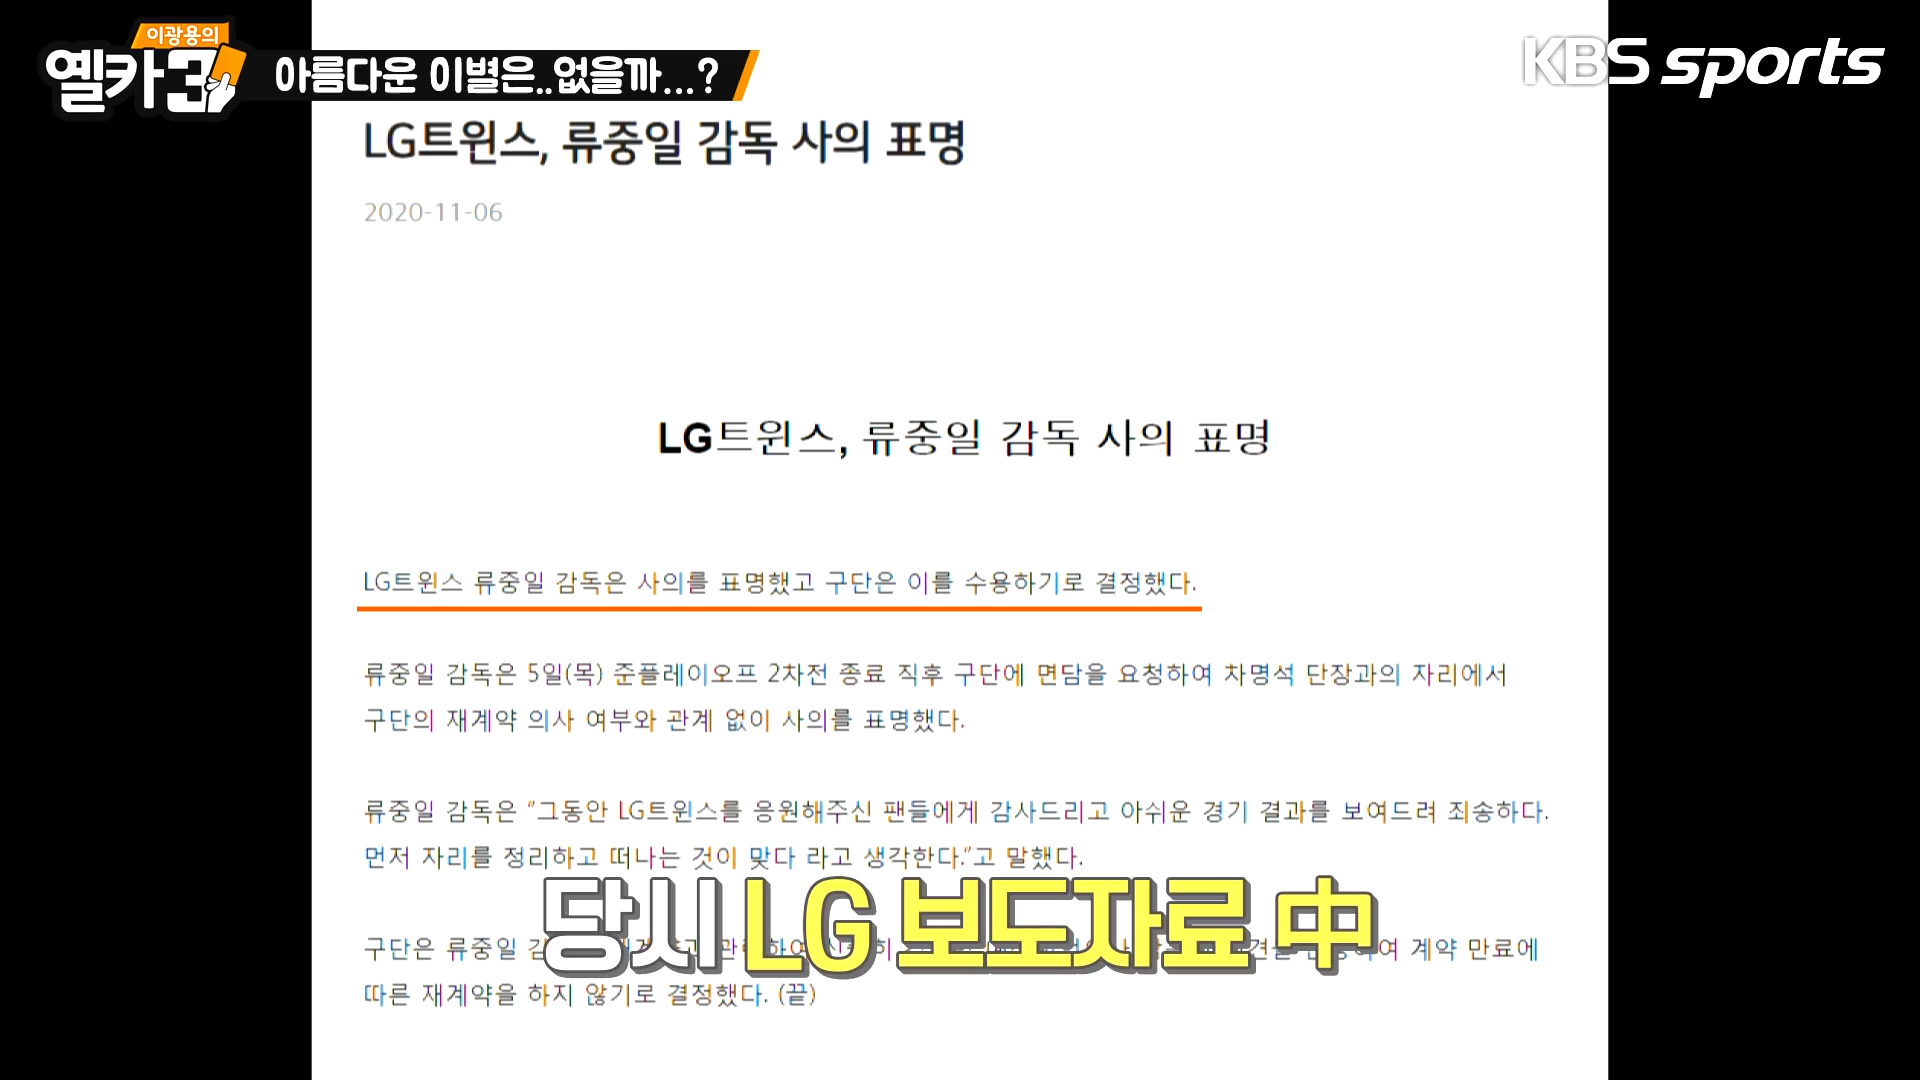 이광용의
옐카3
아름다운 이별은..없을까...?
KBS sports
LG트윈스, 류중일 감독 사의 표명
2020-11-06
LG트윈스, 류중일 감독 사의 표명
LG트윈스 류중일 감독은 사의를 표명했고 구단은 이를 수용하기로 결정했다.
류중일 감독은 5일(목) 준플레이오프 2차전 종료 직후 구단에 면담을 요청하여 차명석 단장과의 자리에서
구단의 재계약 의사 여부와 관계 없이 사의를 표명했다.
류중일 감독은 “그동안 LG트윈스를 응원해주신 팬들에게 감사드리고 아쉬운 경기 결과를 보여드려 죄송하다.
먼저 자리를 정리하고 떠나는 것이 맞다 라고 생각한다.”고 말했다.
당시 LG 보도자료 中
구단은 류중일 계약 만료에
따른 재계약을 하지 않기로 결정했다. (끝)